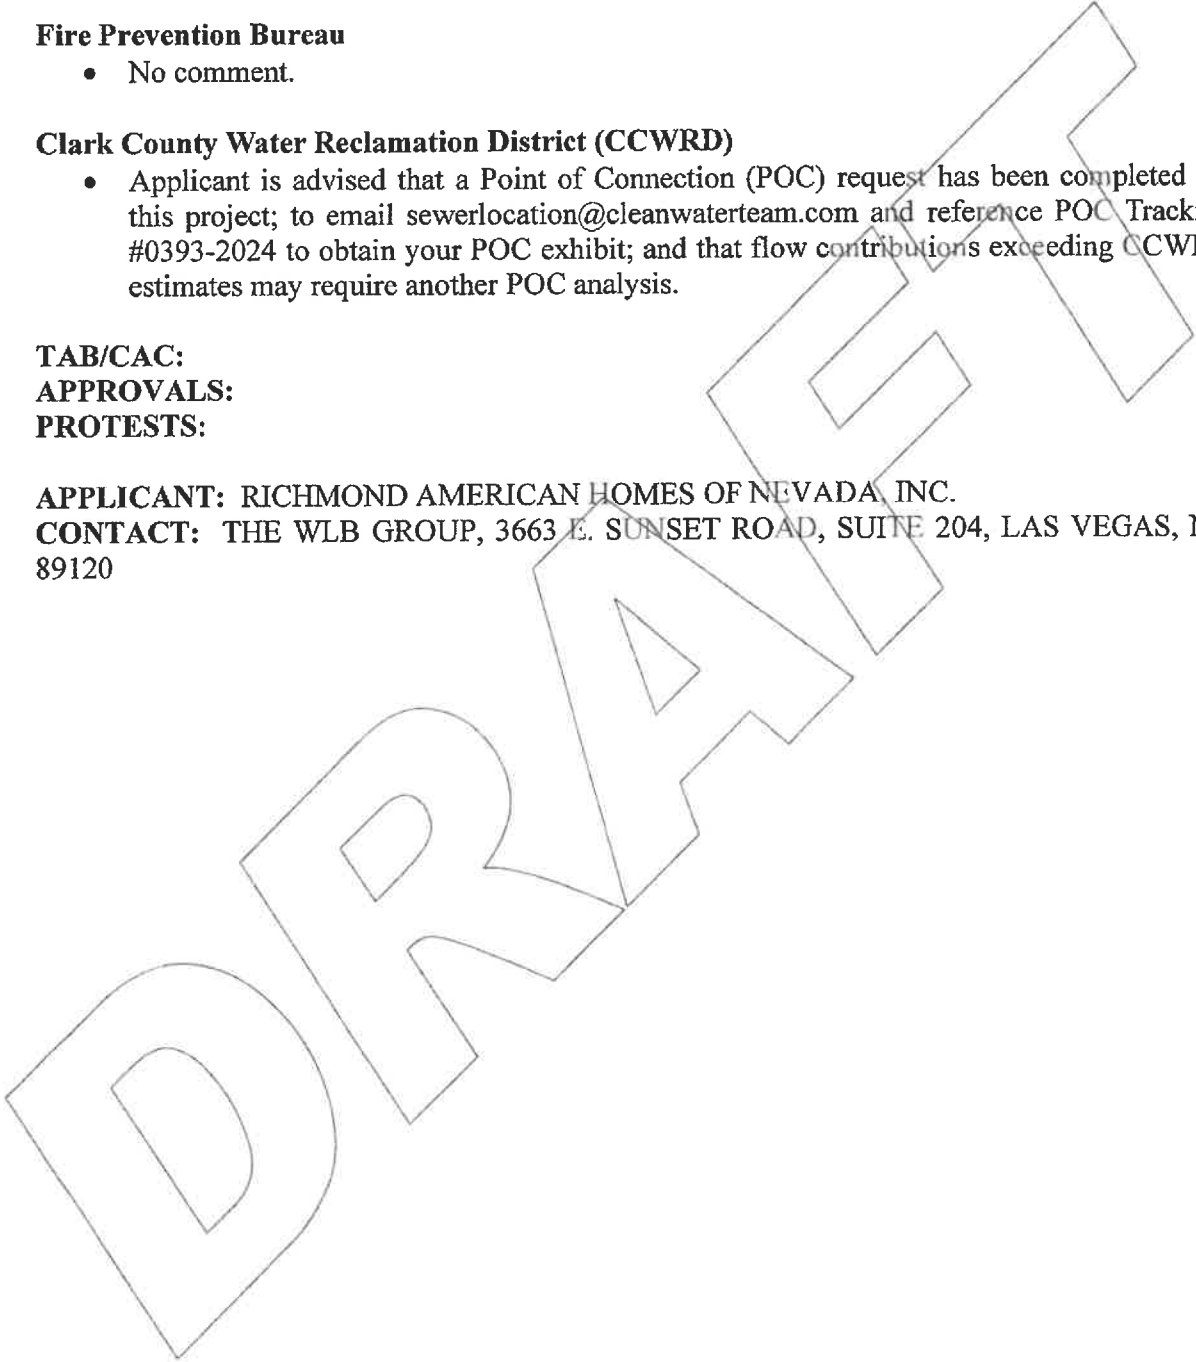 Fire Prevention Bureau
• No comment.
Clark County Water Reclamation District (CCWRD)
• Applicant is advised that a Point of Connection (POC) request has been completed
this project; to email sewerlocation@cleanwaterteam.com and reference POC Track
#0393-2024 to obtain your POC exhibit; and that flow contributions exceeding CCW
estimates may require another POC analysis.
TAB/CAC:
APPROVALS:
PROTESTS:
APPLICANT: RICHMOND AMERICAN HOMES OF NEVADA, INC.
CONTACT: THE WLB GROUP, 3663 E. SUNSET ROAD, SUITE 204, LAS VEGAS,
89120
DRAFT